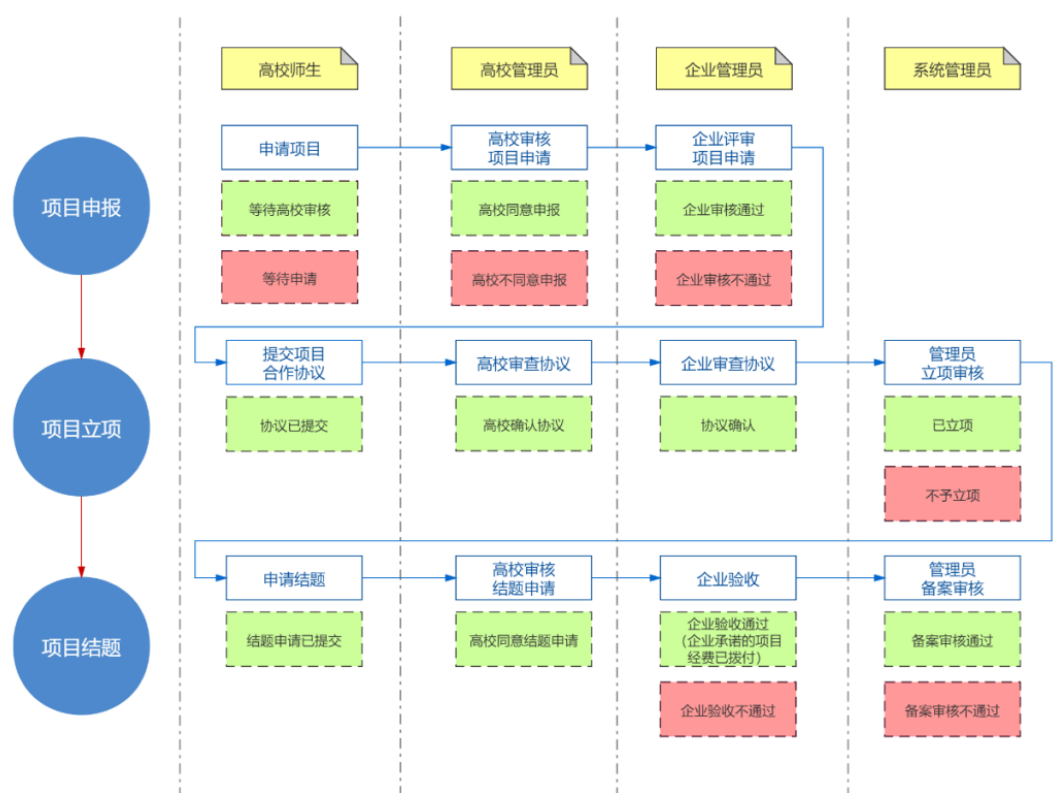 高校师生
高校管理员
企业管理员
系统管理员
项目申报
申请项目
高校审核
项目申请
企业评审
项目申请
等待高校审核
高校同意申报
企业审核通过
等待申请
高校不同意申报
企业审核不通过
项目立项
提交项目
合作协议
高校审查协议
企业审查协议
管理员
立项审核
协议已提交
高校确认协议
协议确认
已立项
不予立项
项目结题
申请结题
高校审核
结题申请
企业验收
管理员
备案审核
结题申请已提交
高校同意结题申请
企业验收通过
（企业承诺的项目
经费已拨付）
备案审核通过
企业验收不通过
备案审核不通过